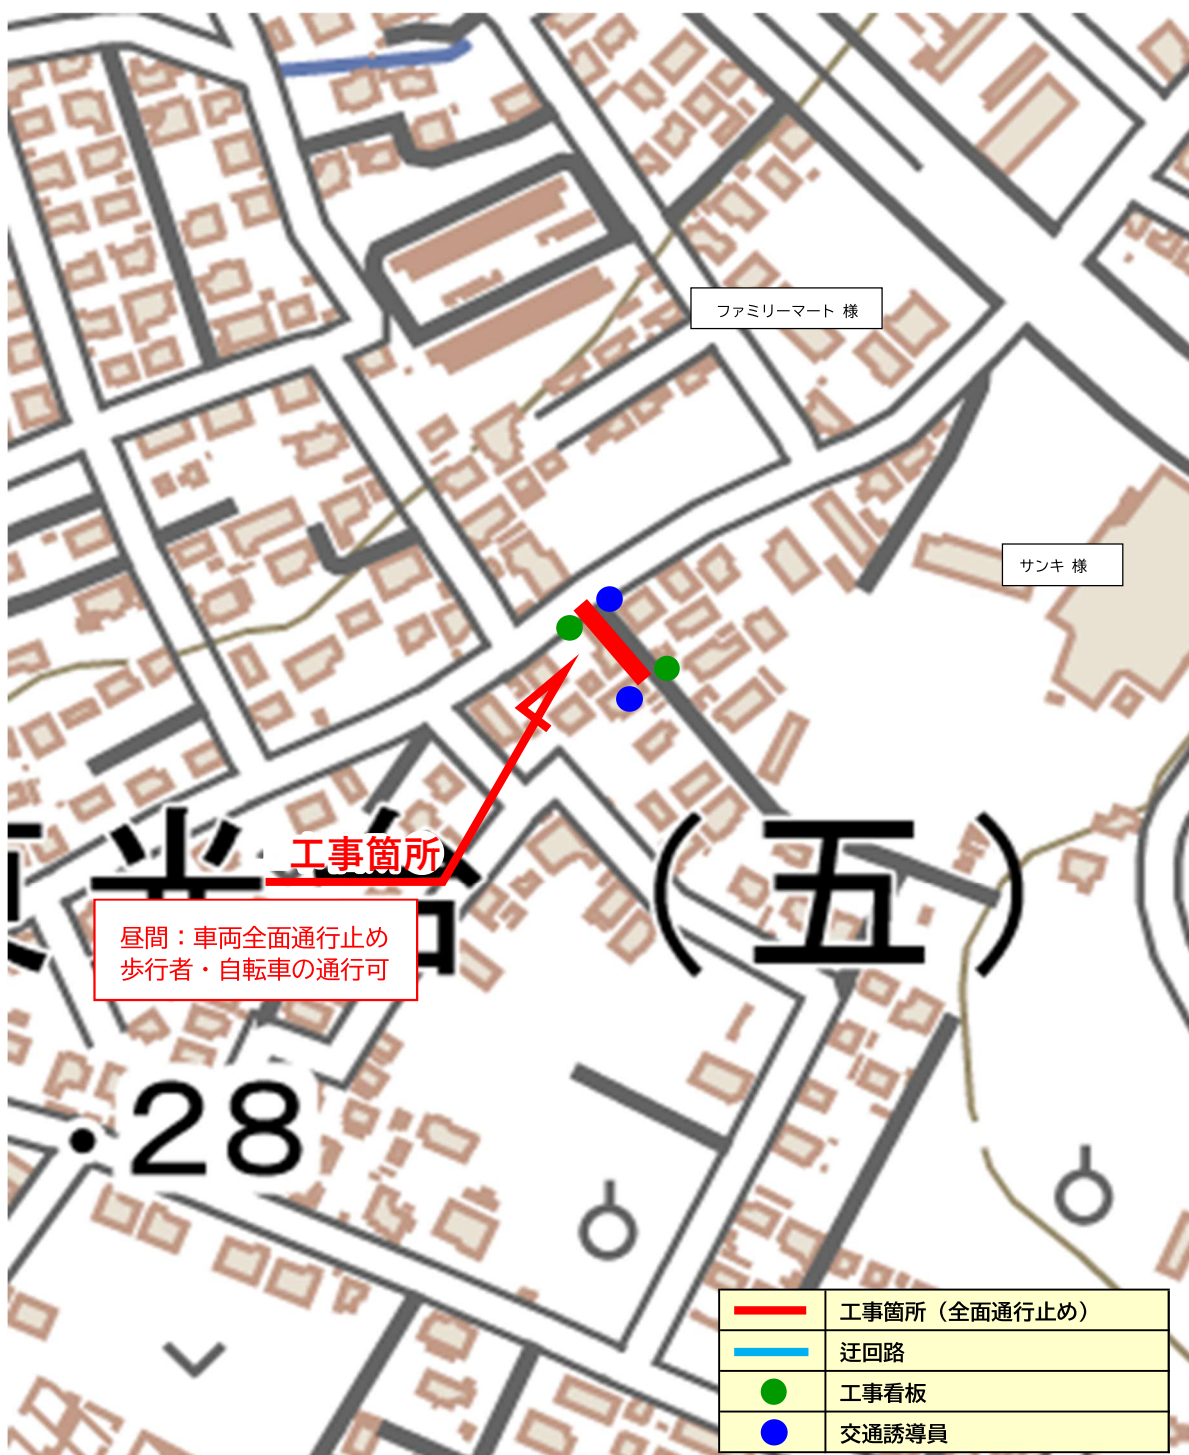 ファミリーマート 様
サンキ 様
工事箇所
(五)
昼間：車両全面通行止め
歩行者・自転車の通行可
28
工事箇所（全面通行止め）
迂回路
工事看板
交通誘導員